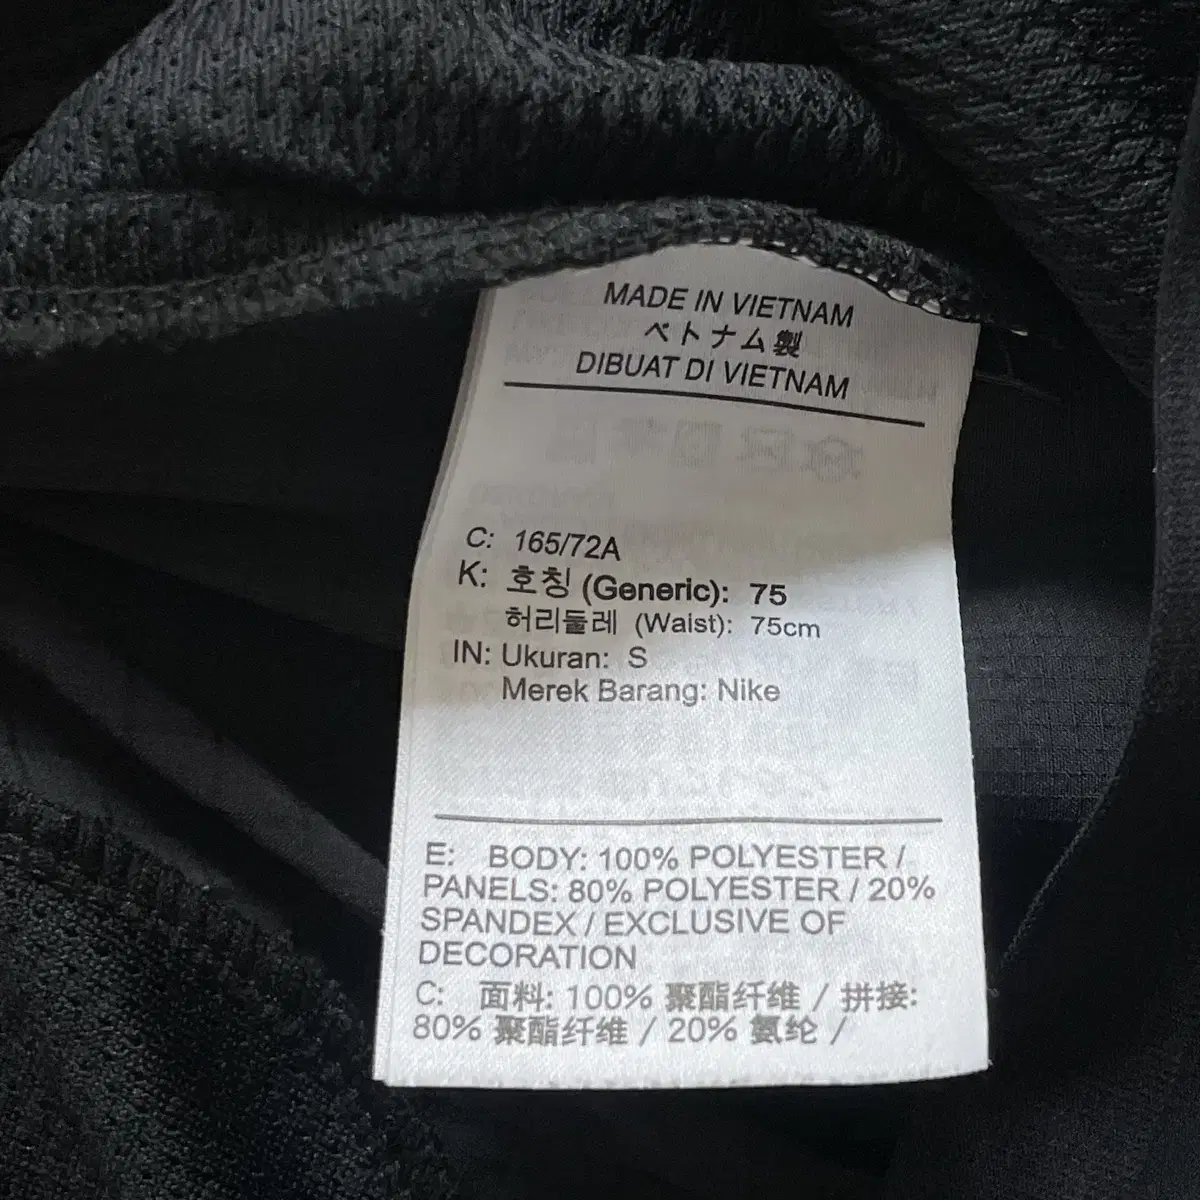 MADE IN VIETNAM
ベトナム製
DIBUAT DI VIETNAM
C: 165/72A
K: 호칭 (Generic): 75
허리둘레 (Waist): 75cm
IN: Ukuran: S
Merek Barang: Nike
E: BODY: 100% POLYESTER /
PANELS: 80% POLYESTER / 20%
SPANDEX / EXCLUSIVE OF
DECORATION
C: 面料: 100% 聚酯纤维 / 拼接:
80% 聚酯纤维 / 20% 氨纶 /